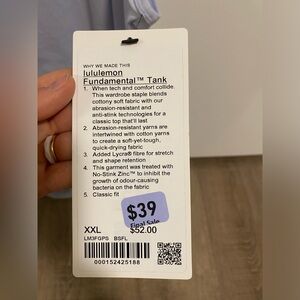 WHY WE MADE THIS
lululemon
Fundamental™ Tank
1. When tech and comfort collide.
This wardrobe staple blends
cottony soft fabric with our
abrasion-resistant and
anti-stink technologies for a
classic top that'll last
2. Abrasion-resistant yarns are
intertwined with cotton yarns
to create a soft-yet-tough,
quick-drying fabric
3. Added Lycra® fibre for stretch
and shape retention
4. This garment was treated with
No-Stink Zinc™ to inhibit the
growth of odour-causing
bacteria on the fabric
5. Classic fit
$39
Final Sale
XXL $52.00
LM3FGPS BSFL
000152425188